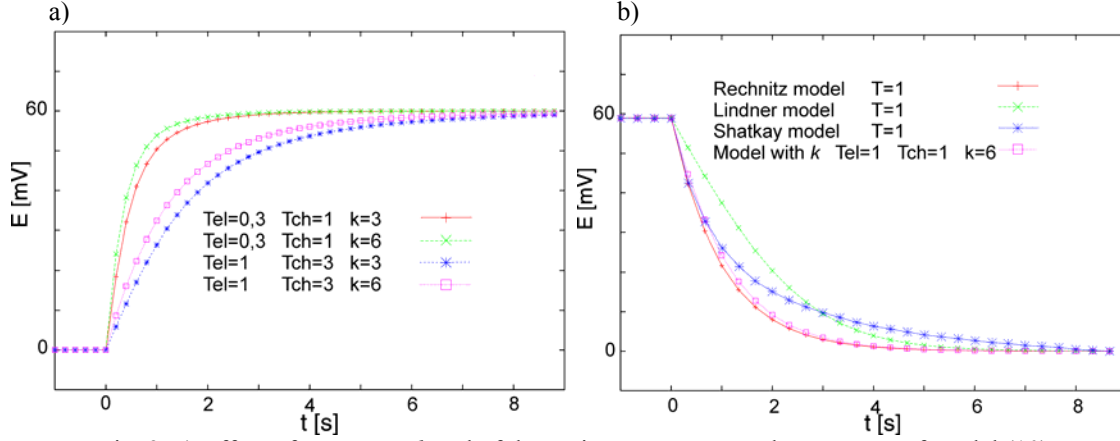 a)
E [mV]
60
0
Tel=0,3 Tch=1 k=3
Tel=0,3 Tch=1 k=6
Tel=1 Tch=3 k=3
Tel=1 Tch=3 k=6
0 2 4 6 8
t [s]
b)
E [mV]
60
0
Rechnitz model T=1
Lindner model T=1
Shatkay model T=1
Model with k Tel=1 Tch=1 k=6
0 2 4 6 8
t [s]